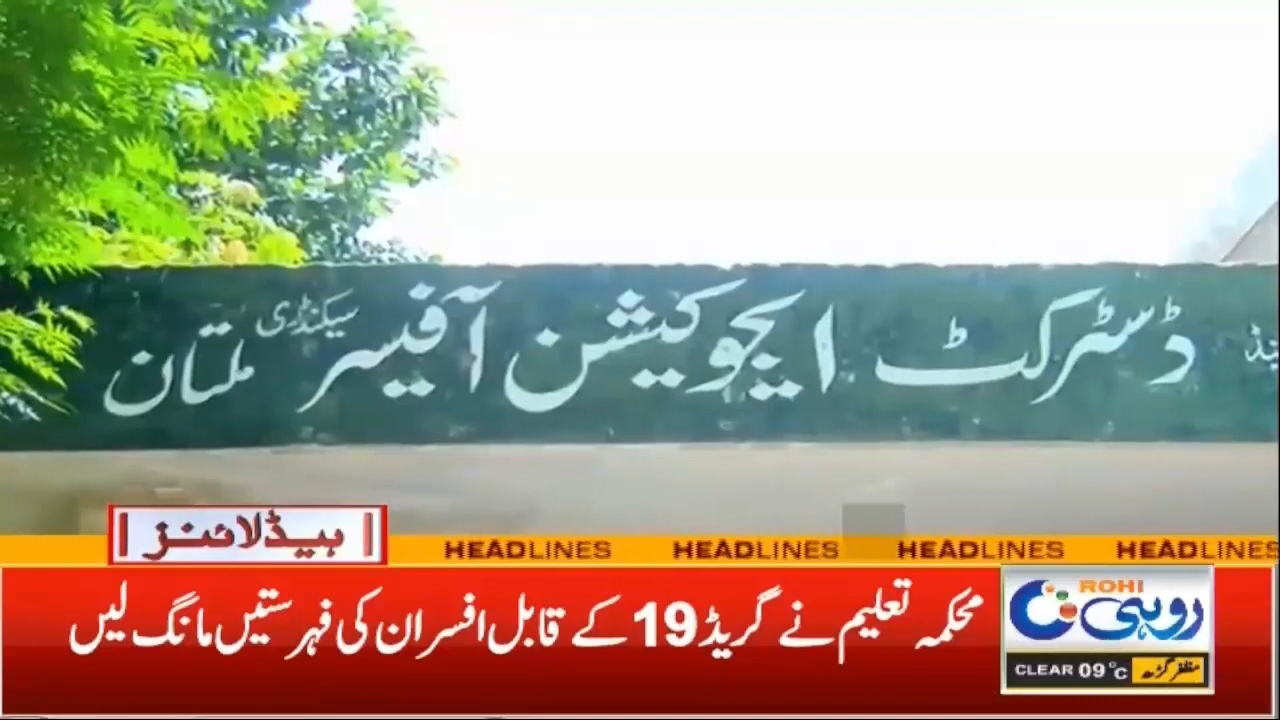 ڈسٹرکٹ ایجوکیشن آفیسر سیکنڈری ملتان
ہیڈلائنز
HEADLINES HEADLINES HEADLINES HEADLINES
محکمہ تعلیم نے گریڈ 19 کے قابل افسران کی فہرستیں مانگ لیں
ROHI
روہی
CLEAR 09°C مظفر گڑھ